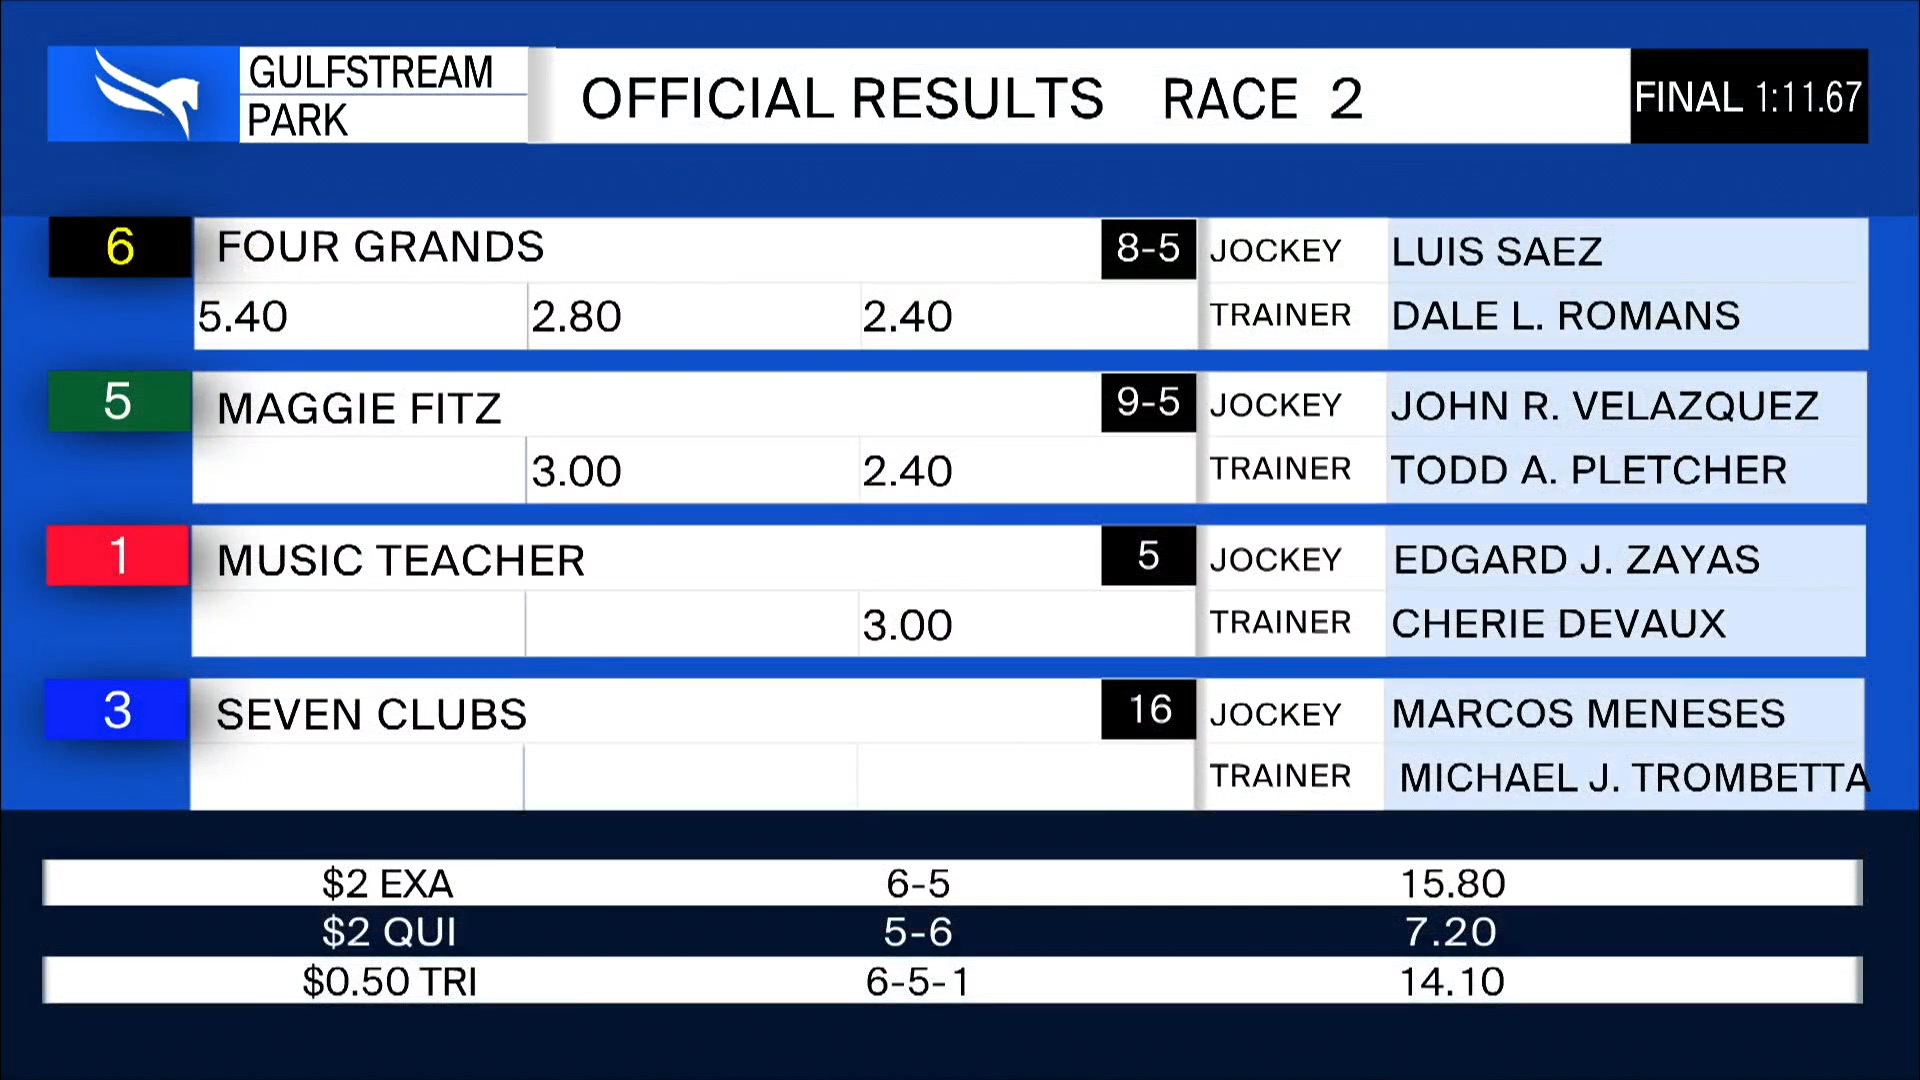 GULFSTREAM
PARK
OFFICIAL RESULTS RACE 2
FINAL 1:11.67
6 FOUR GRANDS 8-5 JOCKEY LUIS SAEZ
5.40 2.80 2.40 TRAINER DALE L. ROMANS
5 MAGGIE FITZ 9-5 JOCKEY JOHN R. VELAZQUEZ
3.00 2.40 TRAINER TODD A. PLETCHER
1 MUSIC TEACHER 5 JOCKEY EDGARD J. ZAYAS
3.00 TRAINER CHERIE DEVAUX
3 SEVEN CLUBS 16 JOCKEY MARCOS MENESES
TRAINER MICHAEL J. TROMBETTA
$2 EXA 6-5 15.80
$2 QUI 5-6 7.20
$0.50 TRI 6-5-1 14.10